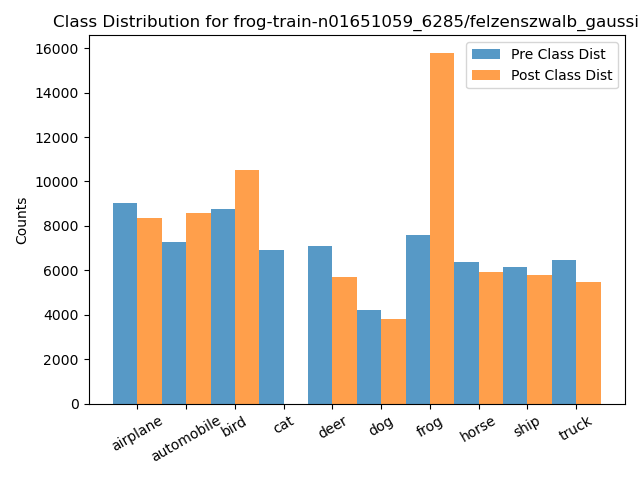 Class Distribution for frog-train-n01651059_6285/felzenszwalb_gaussi
Pre Class Dist
Post Class Dist
Counts
16000
14000
12000
10000
8000
6000
4000
2000
0
airplane
automobile
bird
cat
deer
dog
frog
horse
ship
truck